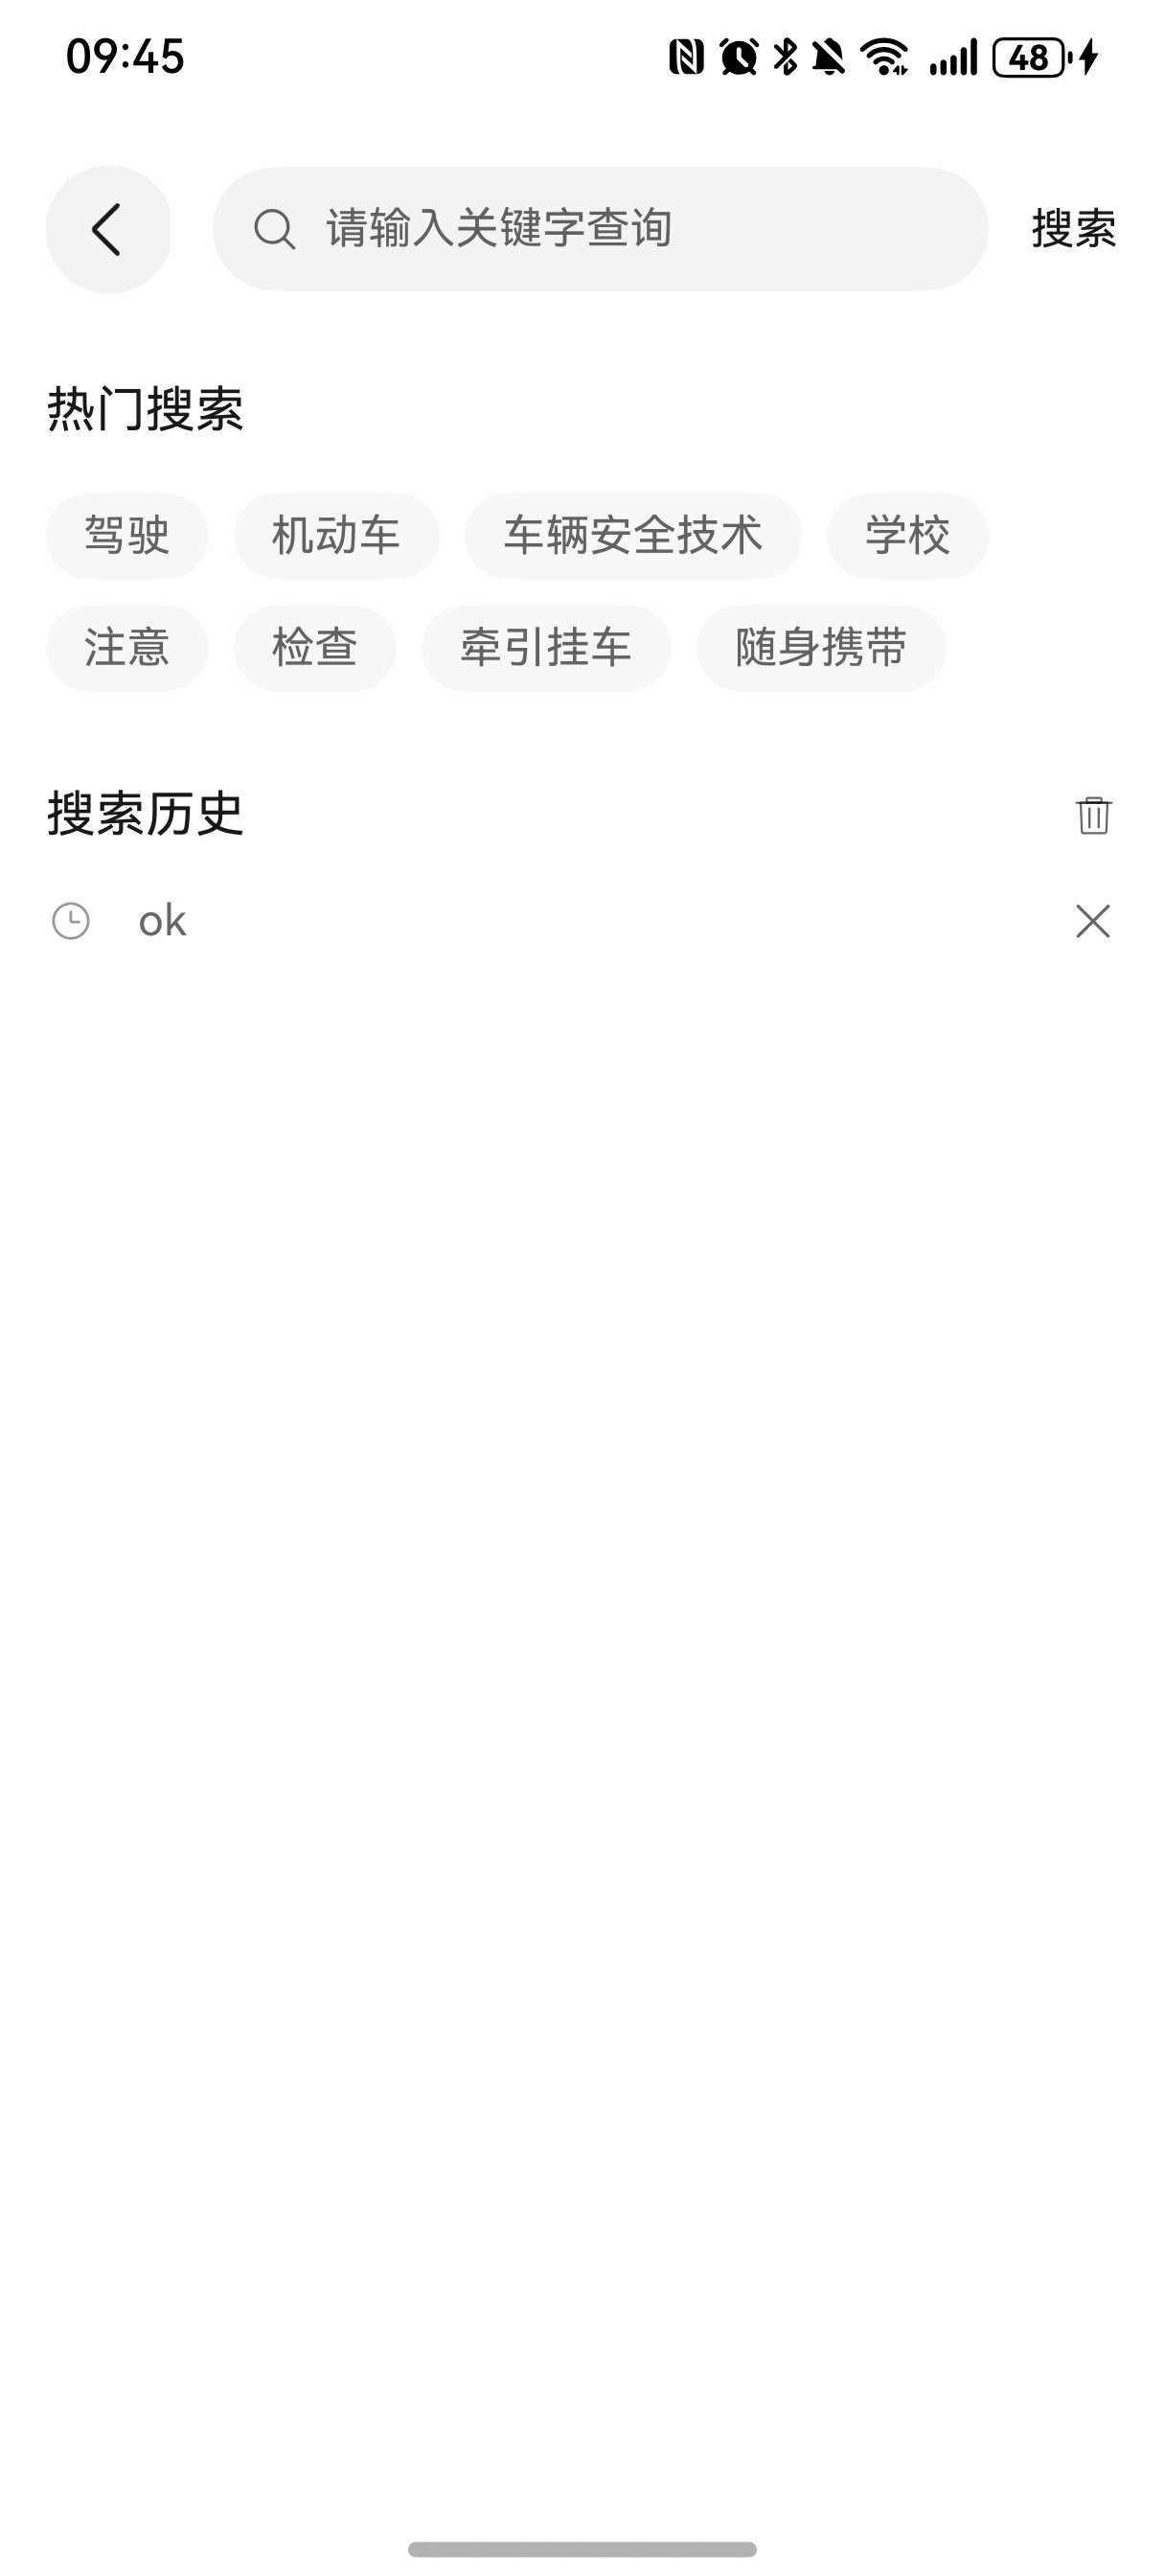 09:45 48
请输入关键字查询 搜索
热门搜索
驾驶 机动车 车辆安全技术 学校
注意 检查 牵引挂车 随身携带
搜索历史
ok